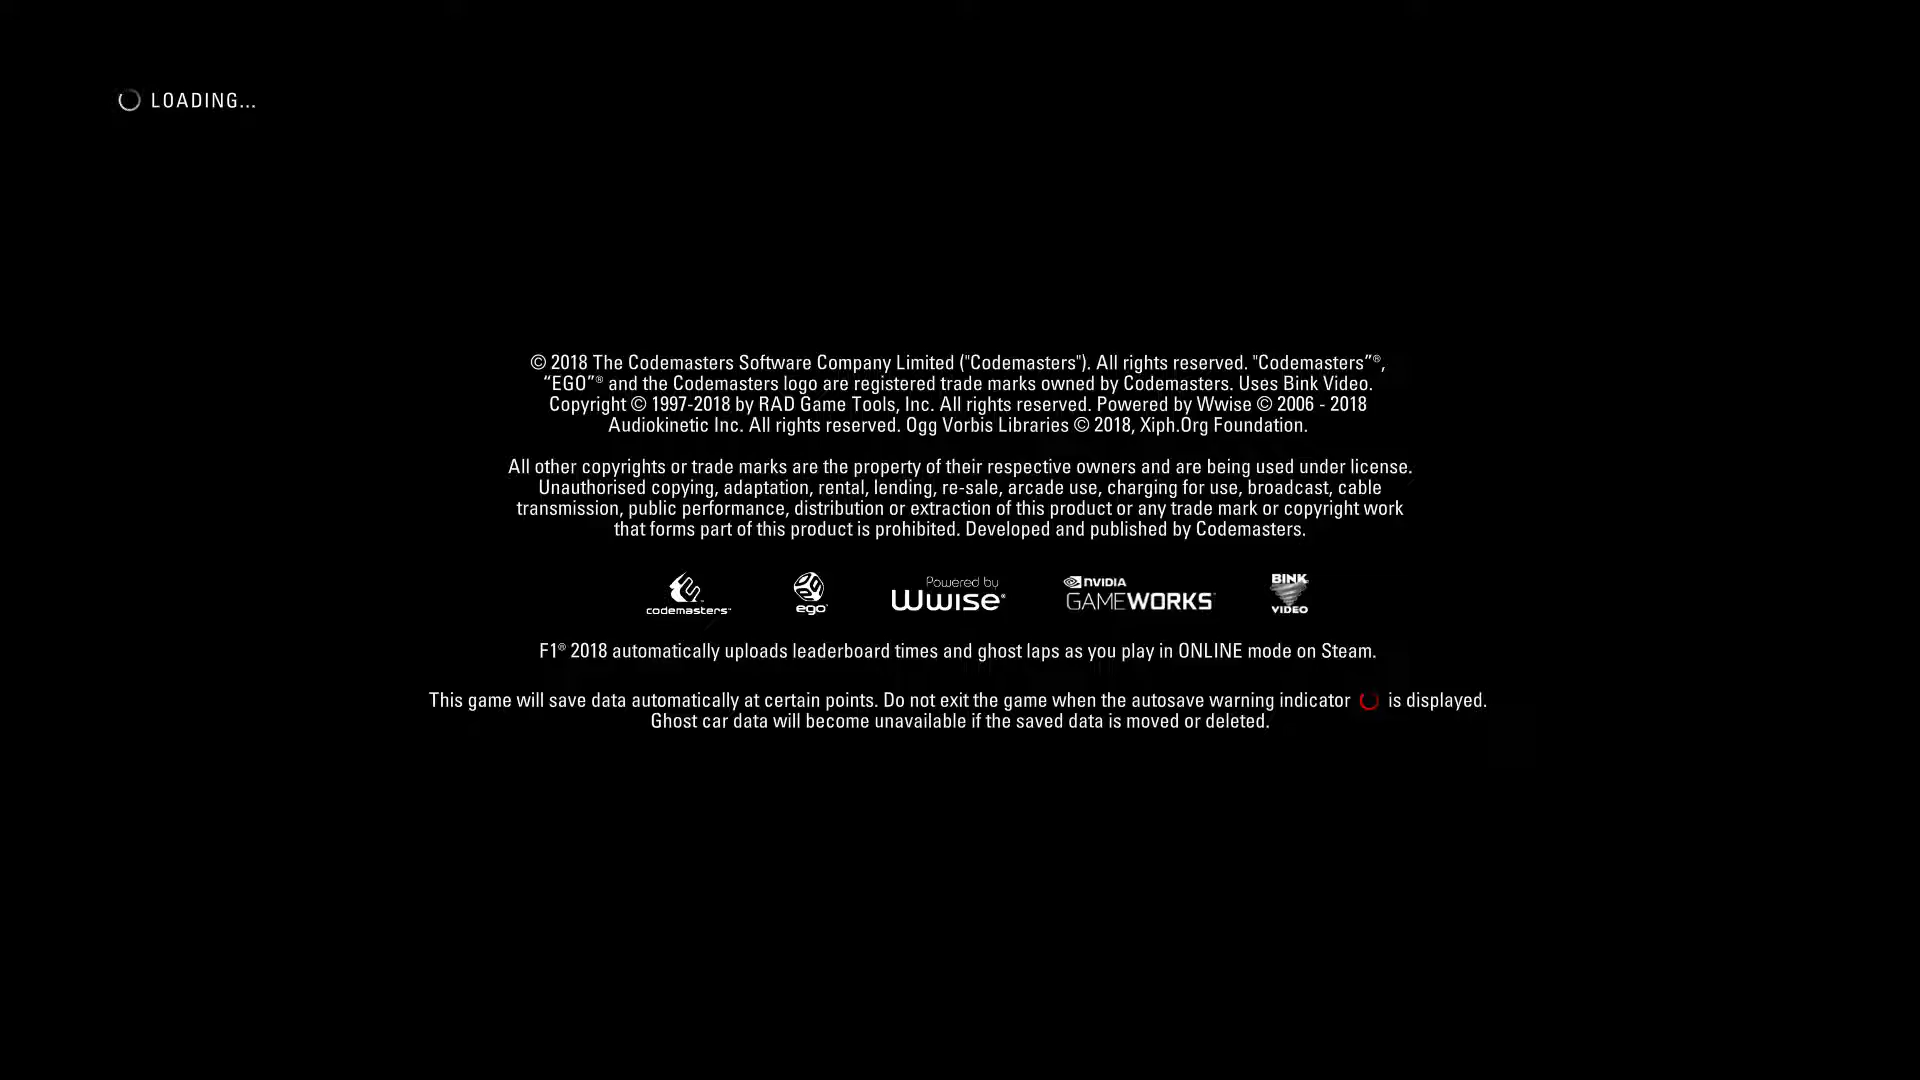 LOADING...
© 2018 The Codemasters Software Company Limited ("Codemasters"). All rights reserved. "Codemasters”®,
“EGO”® and the Codemasters logo are registered trade marks owned by Codemasters. Uses Bink Video.
Copyright © 1997-2018 by RAD Game Tools, Inc. All rights reserved. Powered by Wwise © 2006 - 2018
Audiokinetic Inc. All rights reserved. Ogg Vorbis Libraries © 2018, Xiph.Org Foundation.
All other copyrights or trade marks are the property of their respective owners and are being used under license.
Unauthorised copying, adaptation, rental, lending, re-sale, arcade use, charging for use, broadcast, cable
transmission, public performance, distribution or extraction of this product or any trade mark or copyright work
that forms part of this product is prohibited. Developed and published by Codemasters.
codemasters™
ego
Powered by
Wwise®
NVIDIA
GAMEWORKS
BINK
VIDEO
F1® 2018 automatically uploads leaderboard times and ghost laps as you play in ONLINE mode on Steam.
This game will save data automatically at certain points. Do not exit the game when the autosave warning indicator is displayed.
Ghost car data will become unavailable if the saved data is moved or deleted.